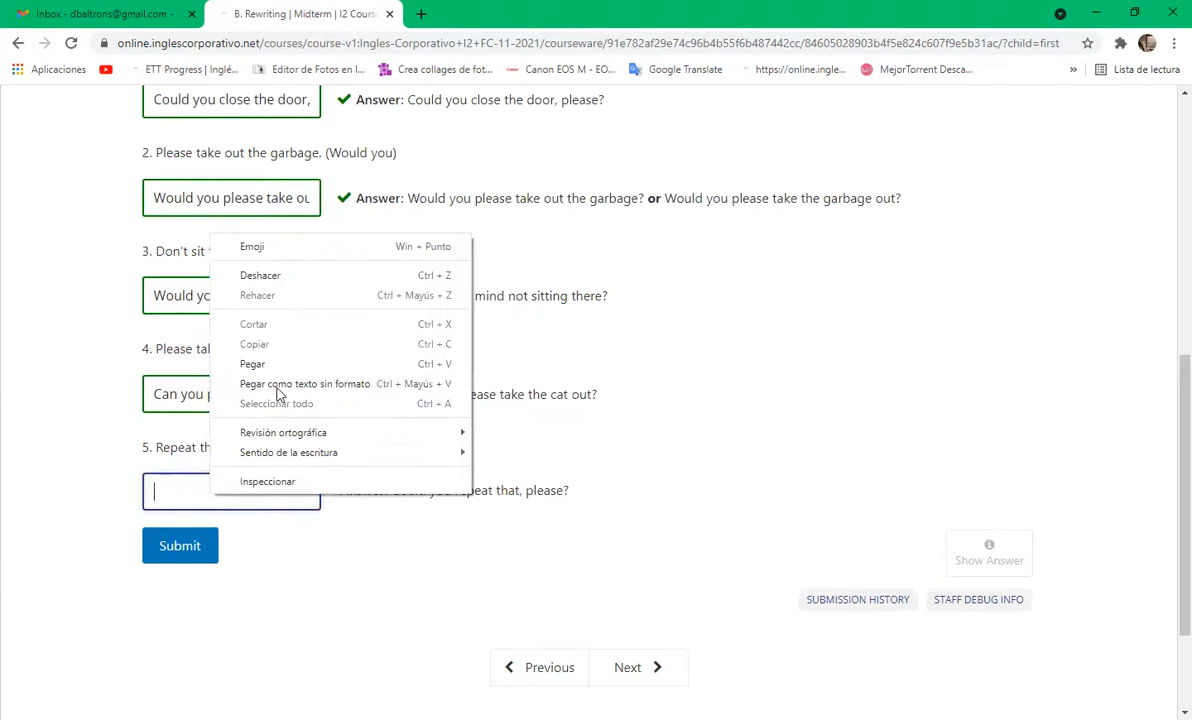 Inbox - dbaltrons@gmail.com -
B. Rewriting | Midterm | I2 Cours
online.inglescorporativo.net/courses/course-v1:Ingles-Corporativo+I2+FC-11-2021/courseware/91e782af29e74c96b4b55f6b487442cc/84605028903b4f5e824c607f9e5b31ac/?child=first
Aplicaciones
ETT Progress | Inglé...
Editor de Fotos en l...
Crea collages de fot...
Canon EOS M - EO...
Google Translate
https://online.ingle...
MejorTorrent Desca...
»
Lista de lectura
Could you close the door,
Answer: Could you close the door, please?
2. Please take out the garbage. (Would you)
Would you please take ou
Answer: Would you please take out the garbage? or Would you please take the garbage out?
3. Don't sit
Would yo
mind not sitting there?
4. Please tal
Can you p
ease take the cat out?
5. Repeat th
peat that, please?
Emoji Win + Punto
Deshacer Ctrl + Z
Rehacer Ctrl + Mayús + Z
Cortar Ctrl + X
Copiar Ctrl + C
Pegar Ctrl + V
Pegar como texto sin formato Ctrl + Mayús + V
Seleccionar todo Ctrl + A
Revisión ortográfica
Sentido de la escritura
Inspeccionar
Submit
Show Answer
SUBMISSION HISTORY
STAFF DEBUG INFO
Previous
Next